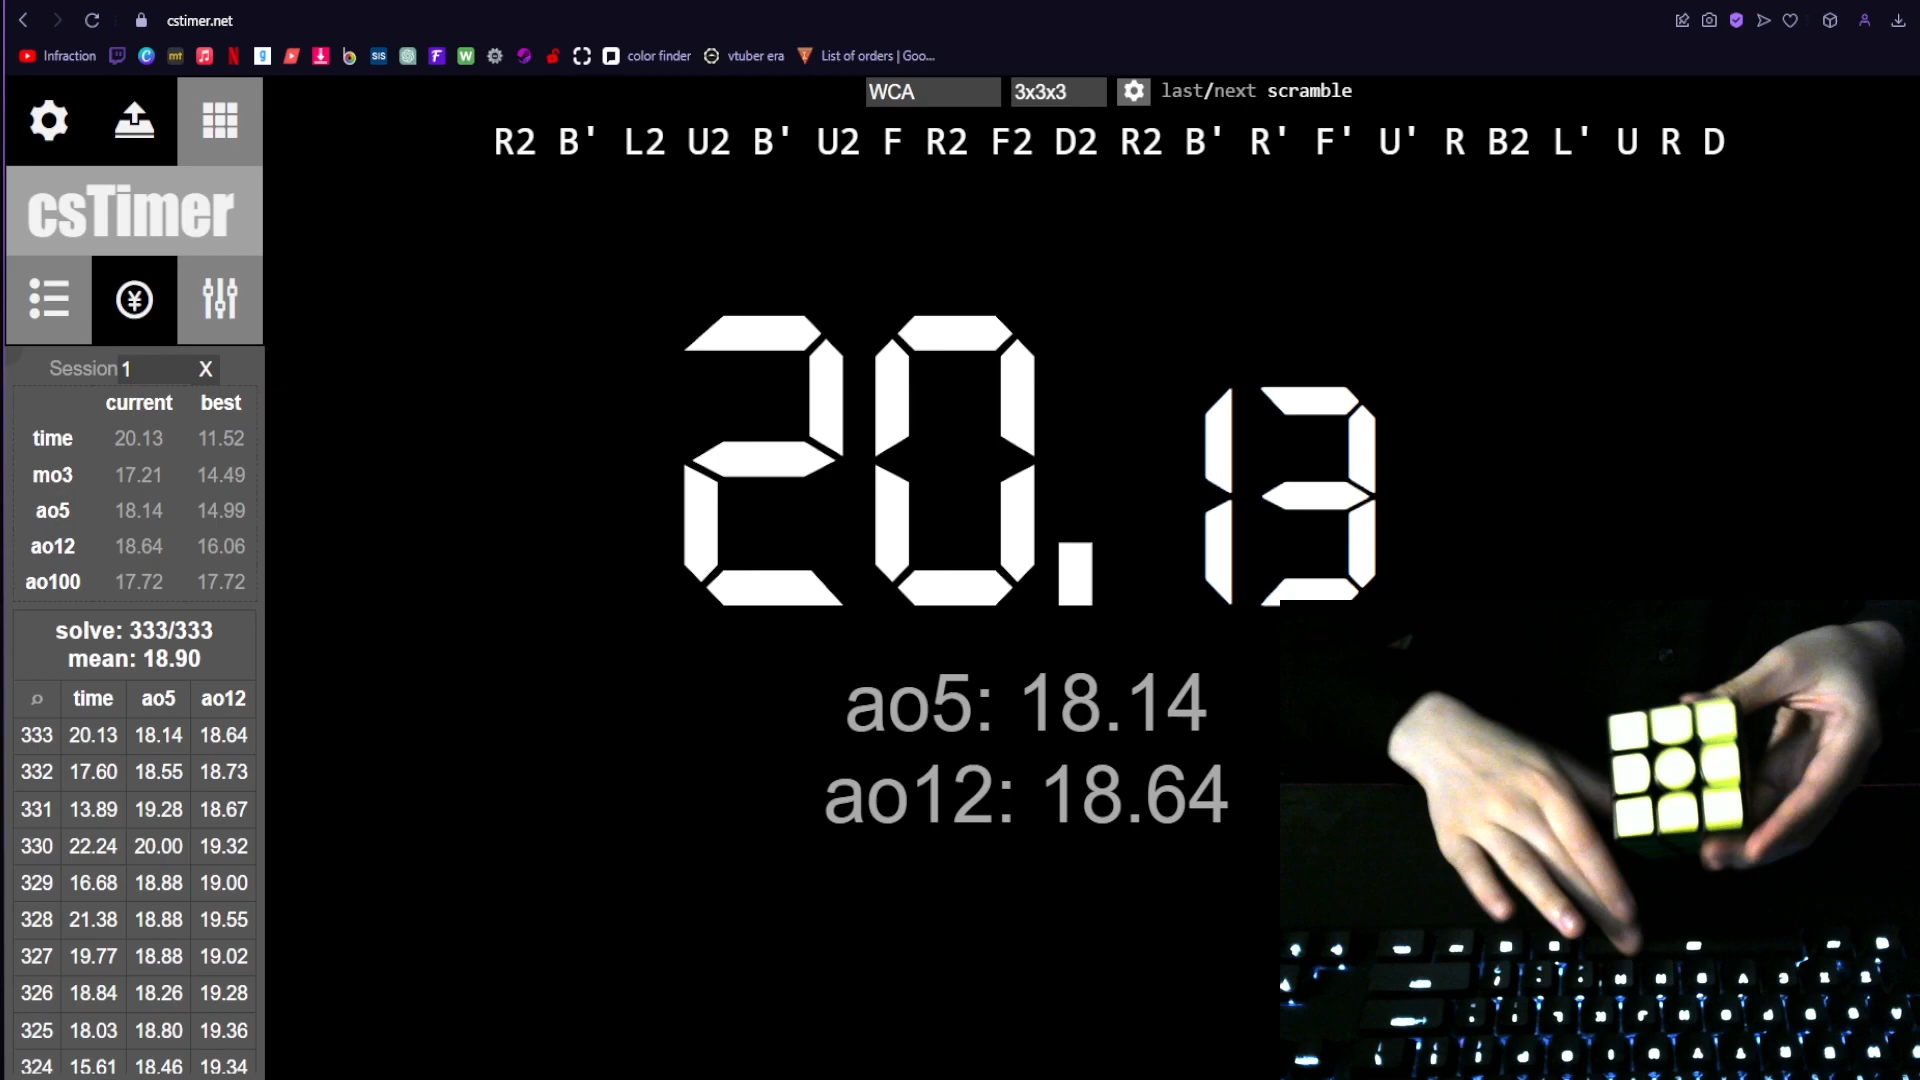 cstimer.net
Infraction
mt
g
SIS
F
W
color finder
vtuber era
List of orders | Goo...
WCA 3x3x3 last/next scramble
R2 B' L2 U2 B' U2 F R2 F2 D2 R2 B' R' F' U' R B2 L' U R D
csTimer
Session 1 X
current best
time 20.13 11.52
mo3 17.21 14.49
ao5 18.14 14.99
ao12 18.64 16.06
ao100 17.72 17.72
solve: 333/333
mean: 18.90
time ao5 ao12
333 20.13 18.14 18.64
332 17.60 18.55 18.73
331 13.89 19.28 18.67
330 22.24 20.00 19.32
329 16.68 18.88 19.00
328 21.38 18.88 19.55
327 19.77 18.88 19.02
326 18.84 18.26 19.28
325 18.03 18.80 19.36
324 15.61 18.46 19.34
20.13
ao5: 18.14
ao12: 18.64